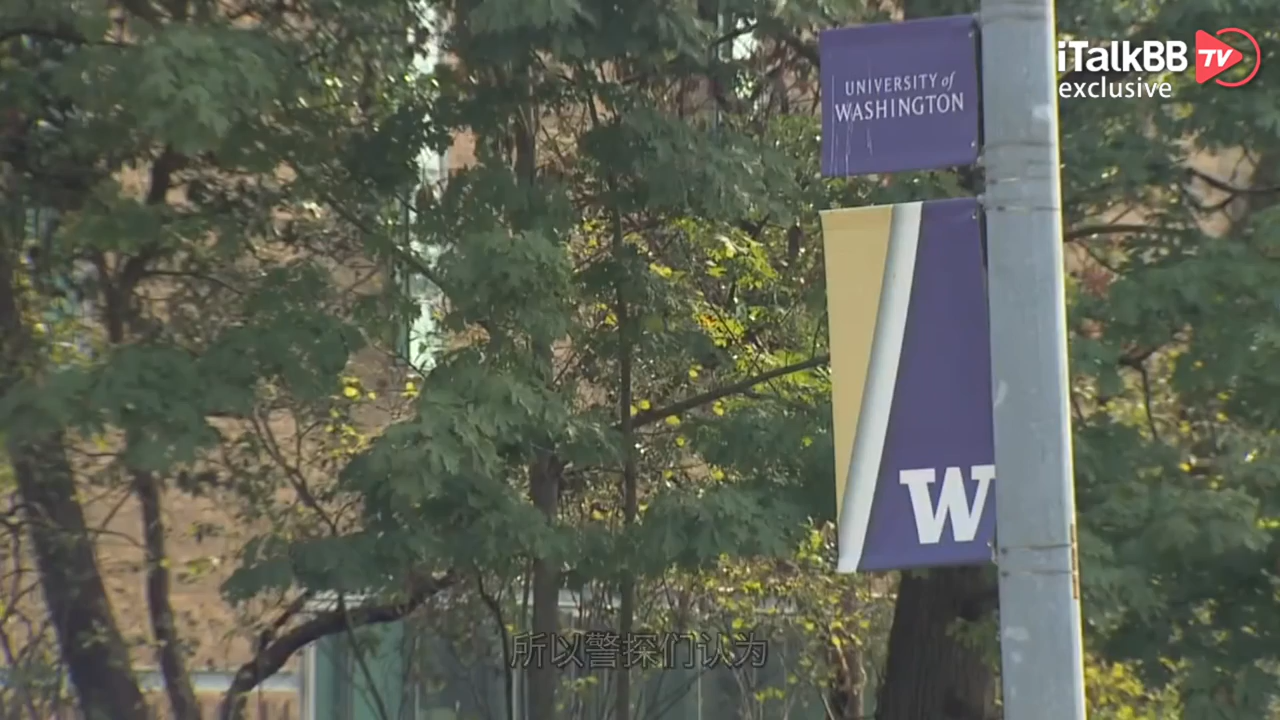 UNIVERSITY of
WASHINGTON
iTalkBB TV
exclusive
W
所以警探们认为